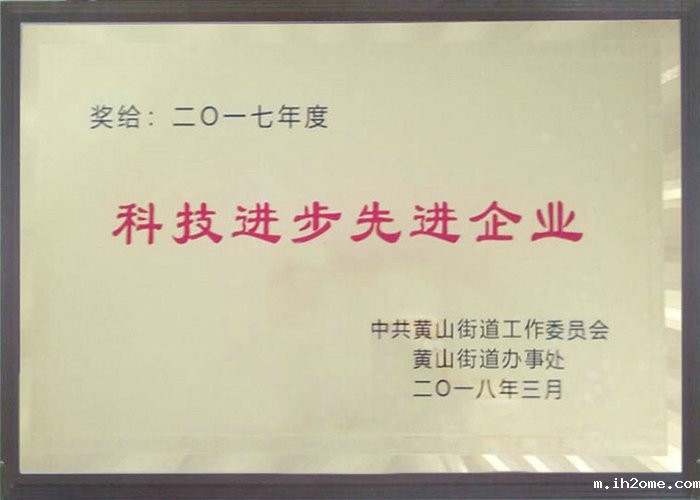 奖给：二〇一七年度
科技进步先进企业
中共黄山街道工作委员会
黄山街道办事处
二〇一八年三月
m.ih2ome.com